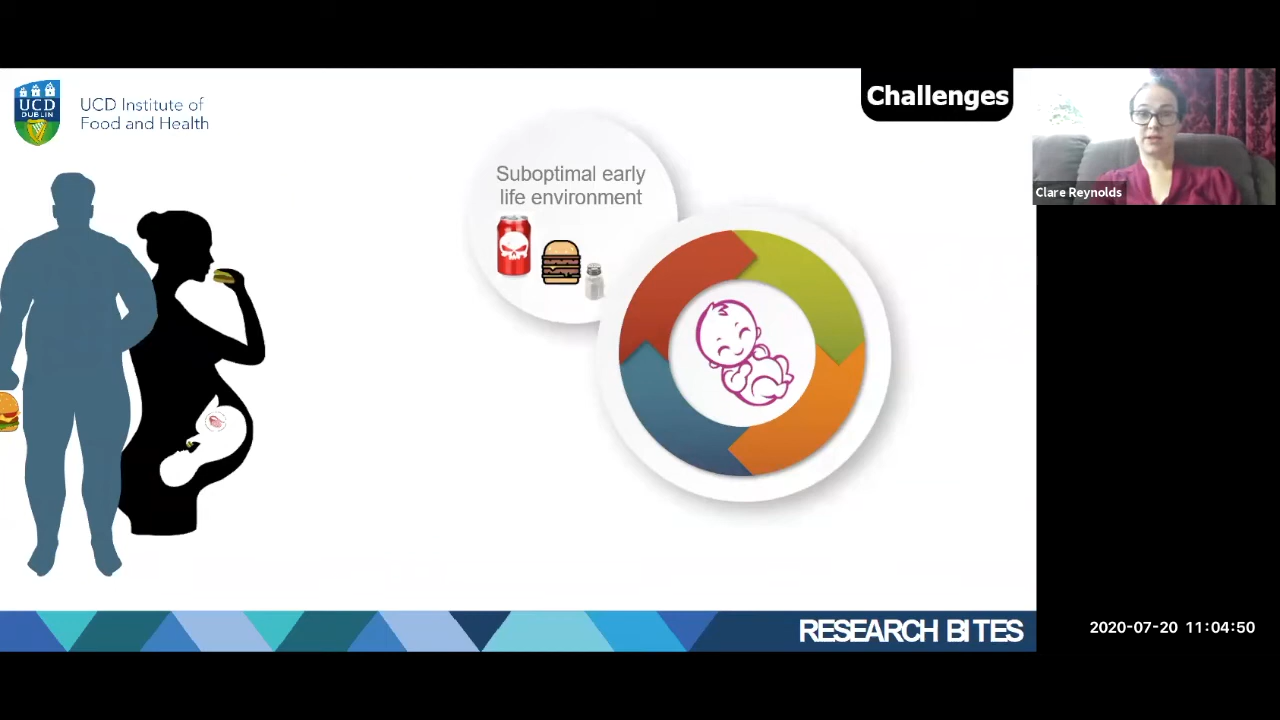 Challenges
UCD
DUBLIN
UCD Institute of
Food and Health
Suboptimal early
life environment
Clare Reynolds
RESEARCH BITES
2020-07-20 11:04:50